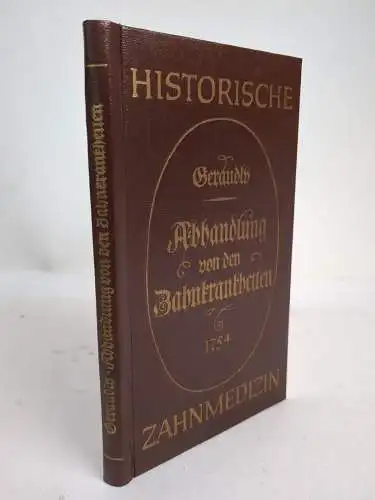 HISTORISCHE
Geraudly
Abhandlung
von den
Zahnkrankheiten
1754
ZAHNMEDIZIN
Geraudly · Abhandlung von den Zahnkrankheiten